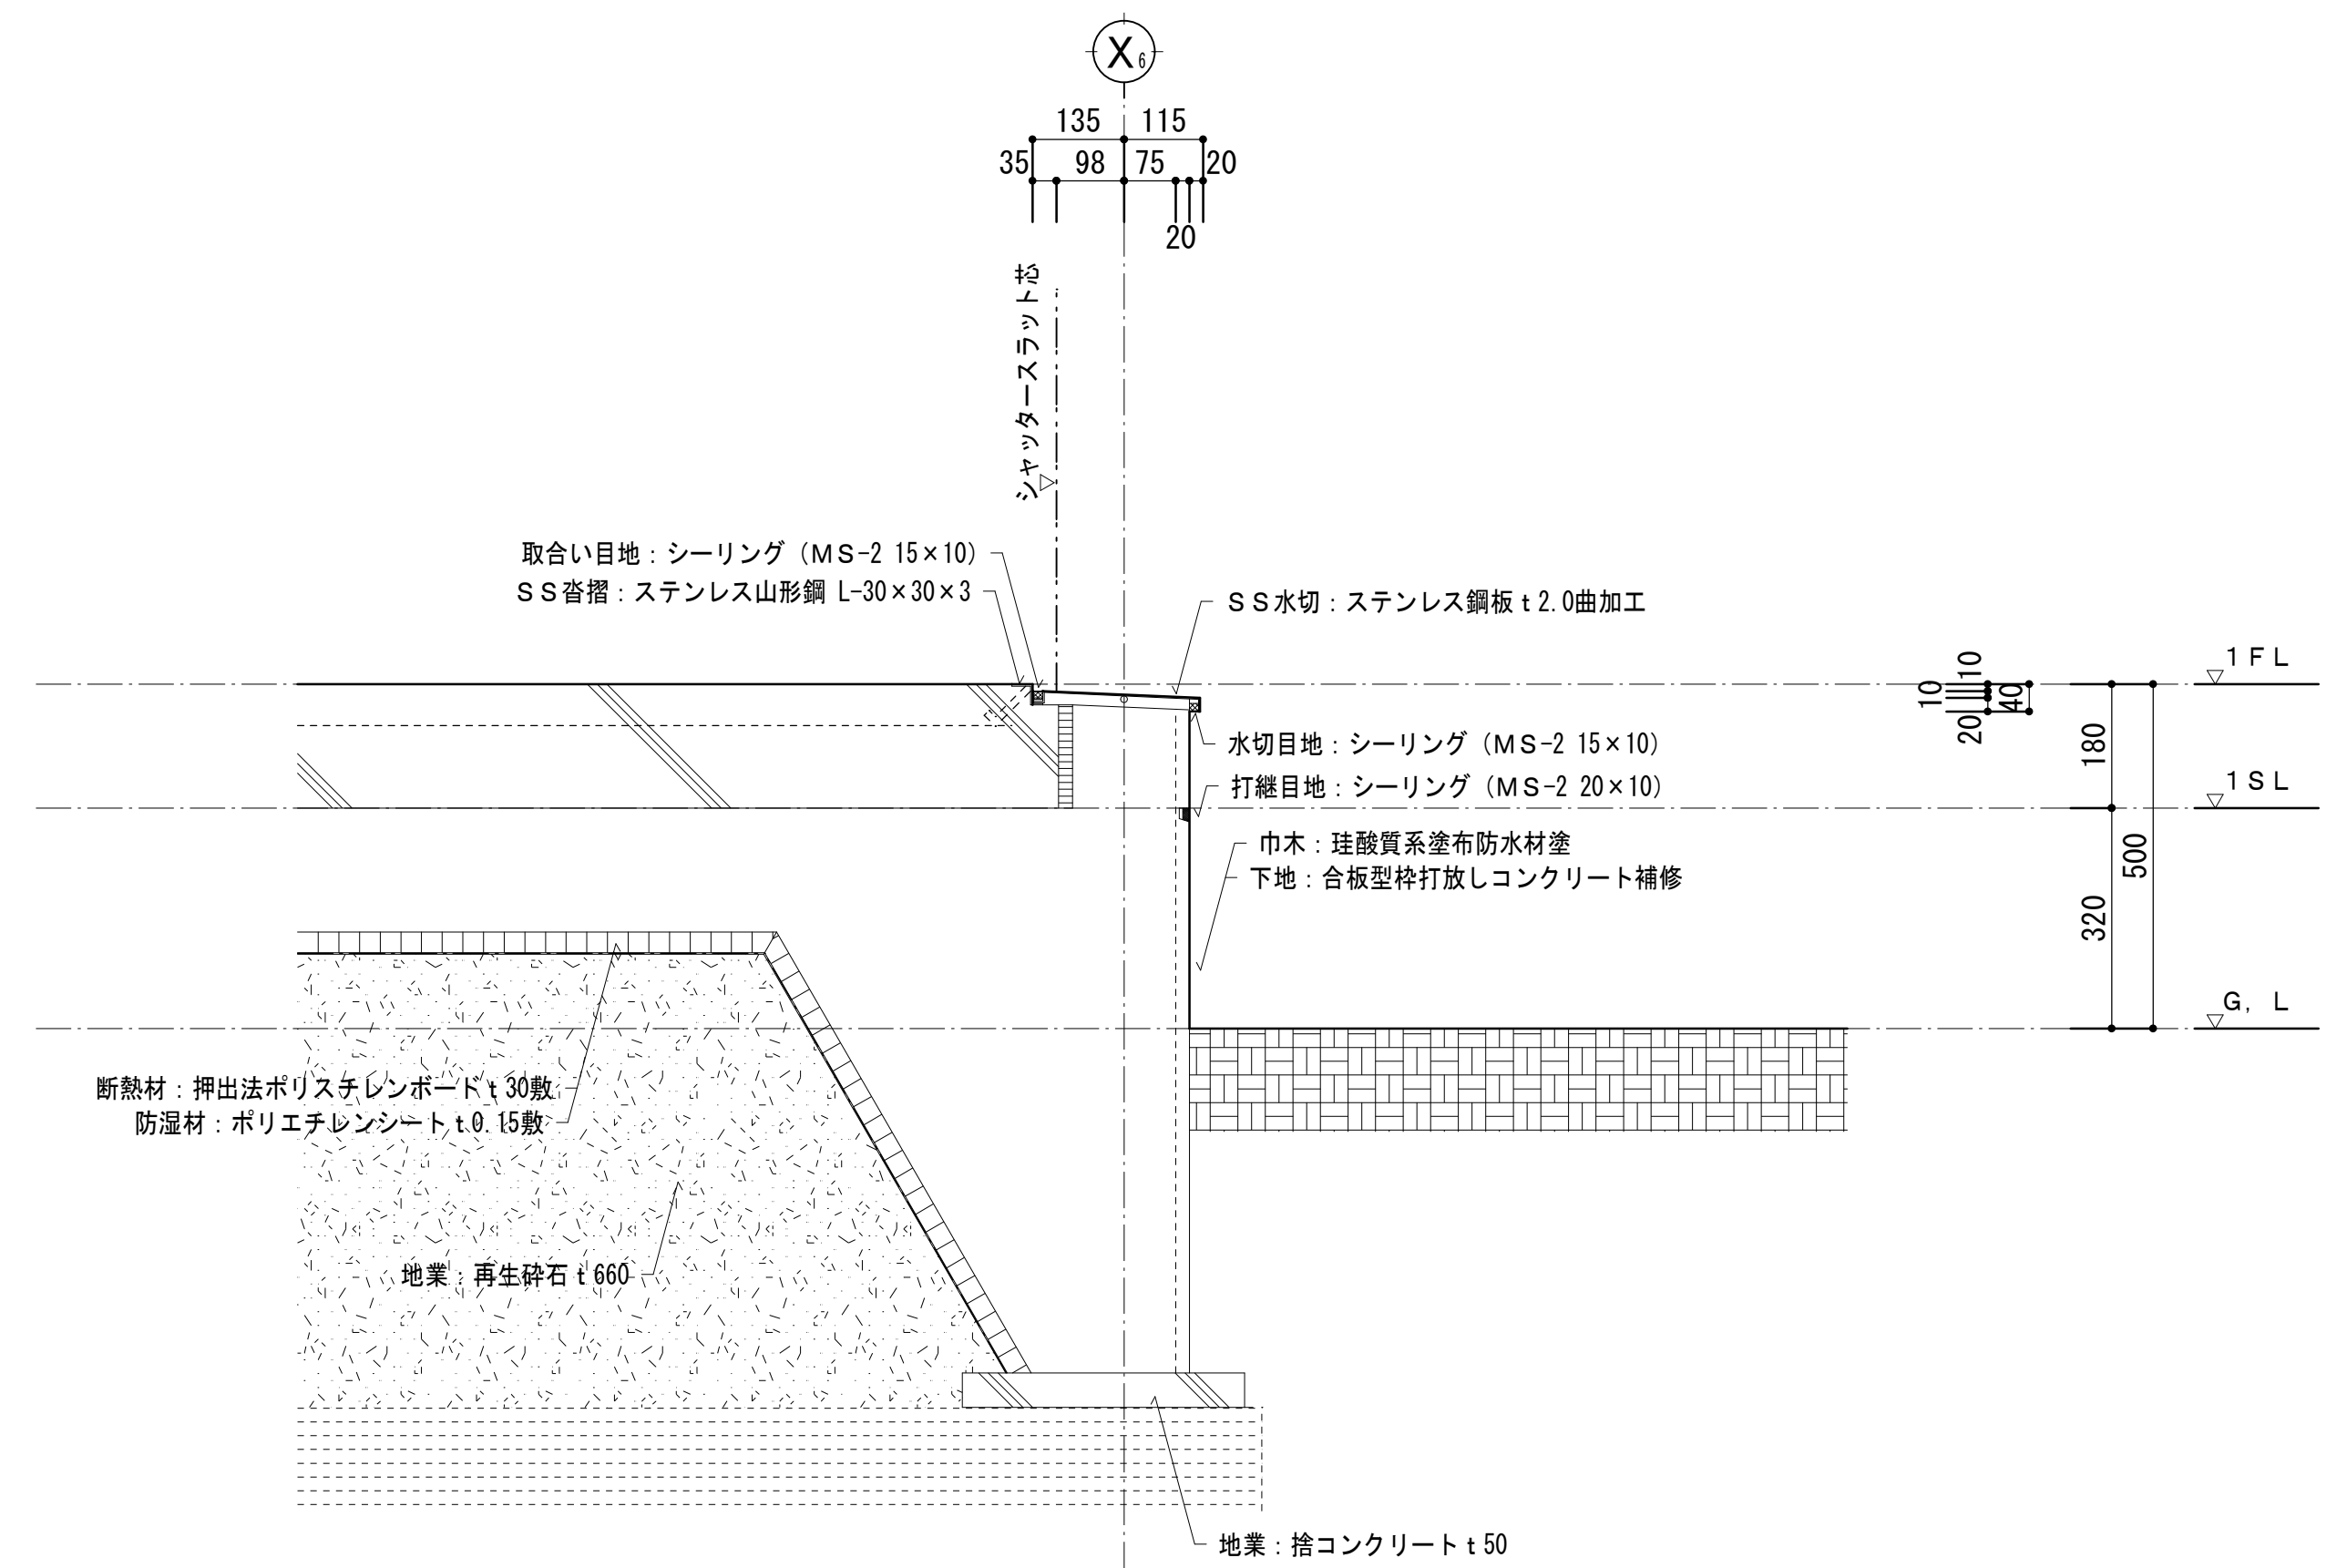 X6
135 115
35 98 75 20
20
シャッタースラット芯
取合い目地：シーリング（ＭＳ−2 15×10）
ＳＳ沓摺：ステンレス山形鋼 L−30×30×3
ＳＳ水切：ステンレス鋼板ｔ2.0曲加工
10
10
40
20
１ＦＬ
水切目地：シーリング（ＭＳ−2 15×10）
180
打継目地：シーリング（ＭＳ−2 20×10）
１ＳＬ
巾木：珪酸質系塗布防水材塗
下地：合板型枠打放しコンクリート補修
500
320
Ｇ，Ｌ
断熱材：押出法ポリスチレンボードｔ30敷
防湿材：ポリエチレンシートｔ0.15敷
地業：再生砕石ｔ660
地業：捨コンクリートｔ50